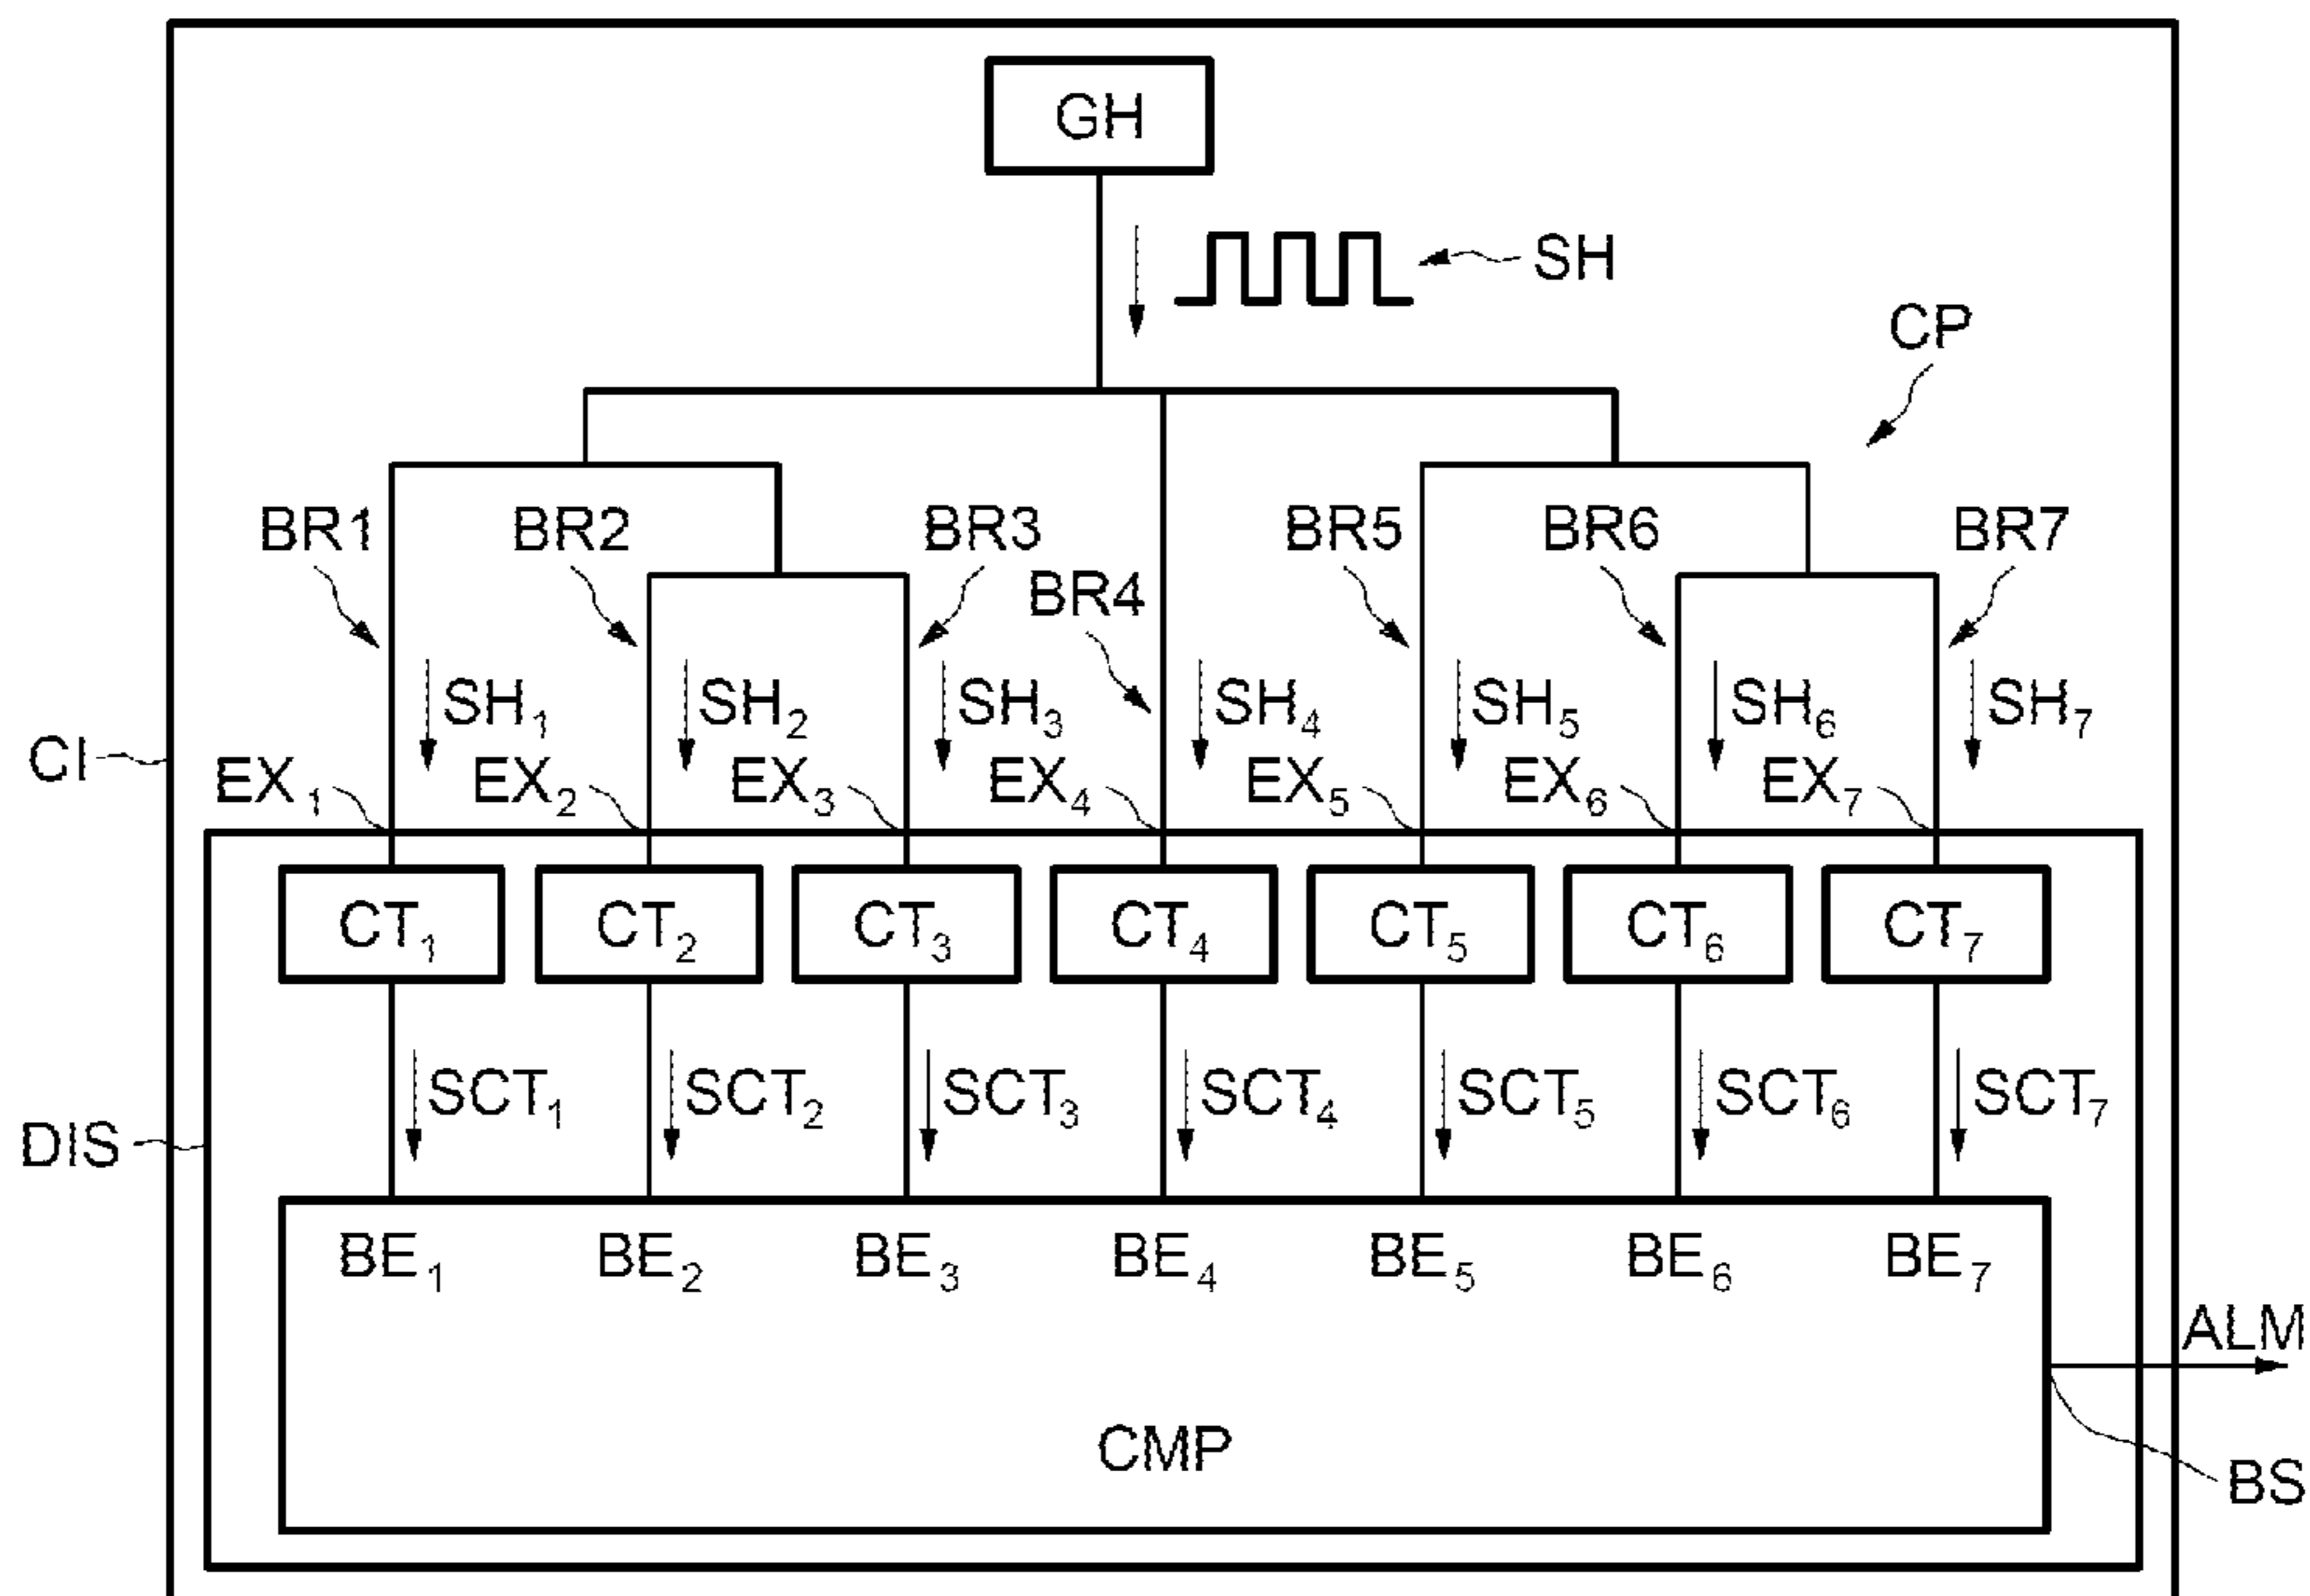 GH
SH
CP
BR1 BR2 BR3 BR5 BR6 BR7
BR4
SH₁ SH₂ SH₃ SH₄ SH₅ SH₆ SH₇
CI
EX₁ EX₂ EX₃ EX₄ EX₅ EX₆ EX₇
CT₁ CT₂ CT₃ CT₄ CT₅ CT₆ CT₇
SCT₁ SCT₂ SCT₃ SCT₄ SCT₅ SCT₆ SCT₇
DIS
BE₁ BE₂ BE₃ BE₄ BE₅ BE₆ BE₇
ALM
CMP
BS